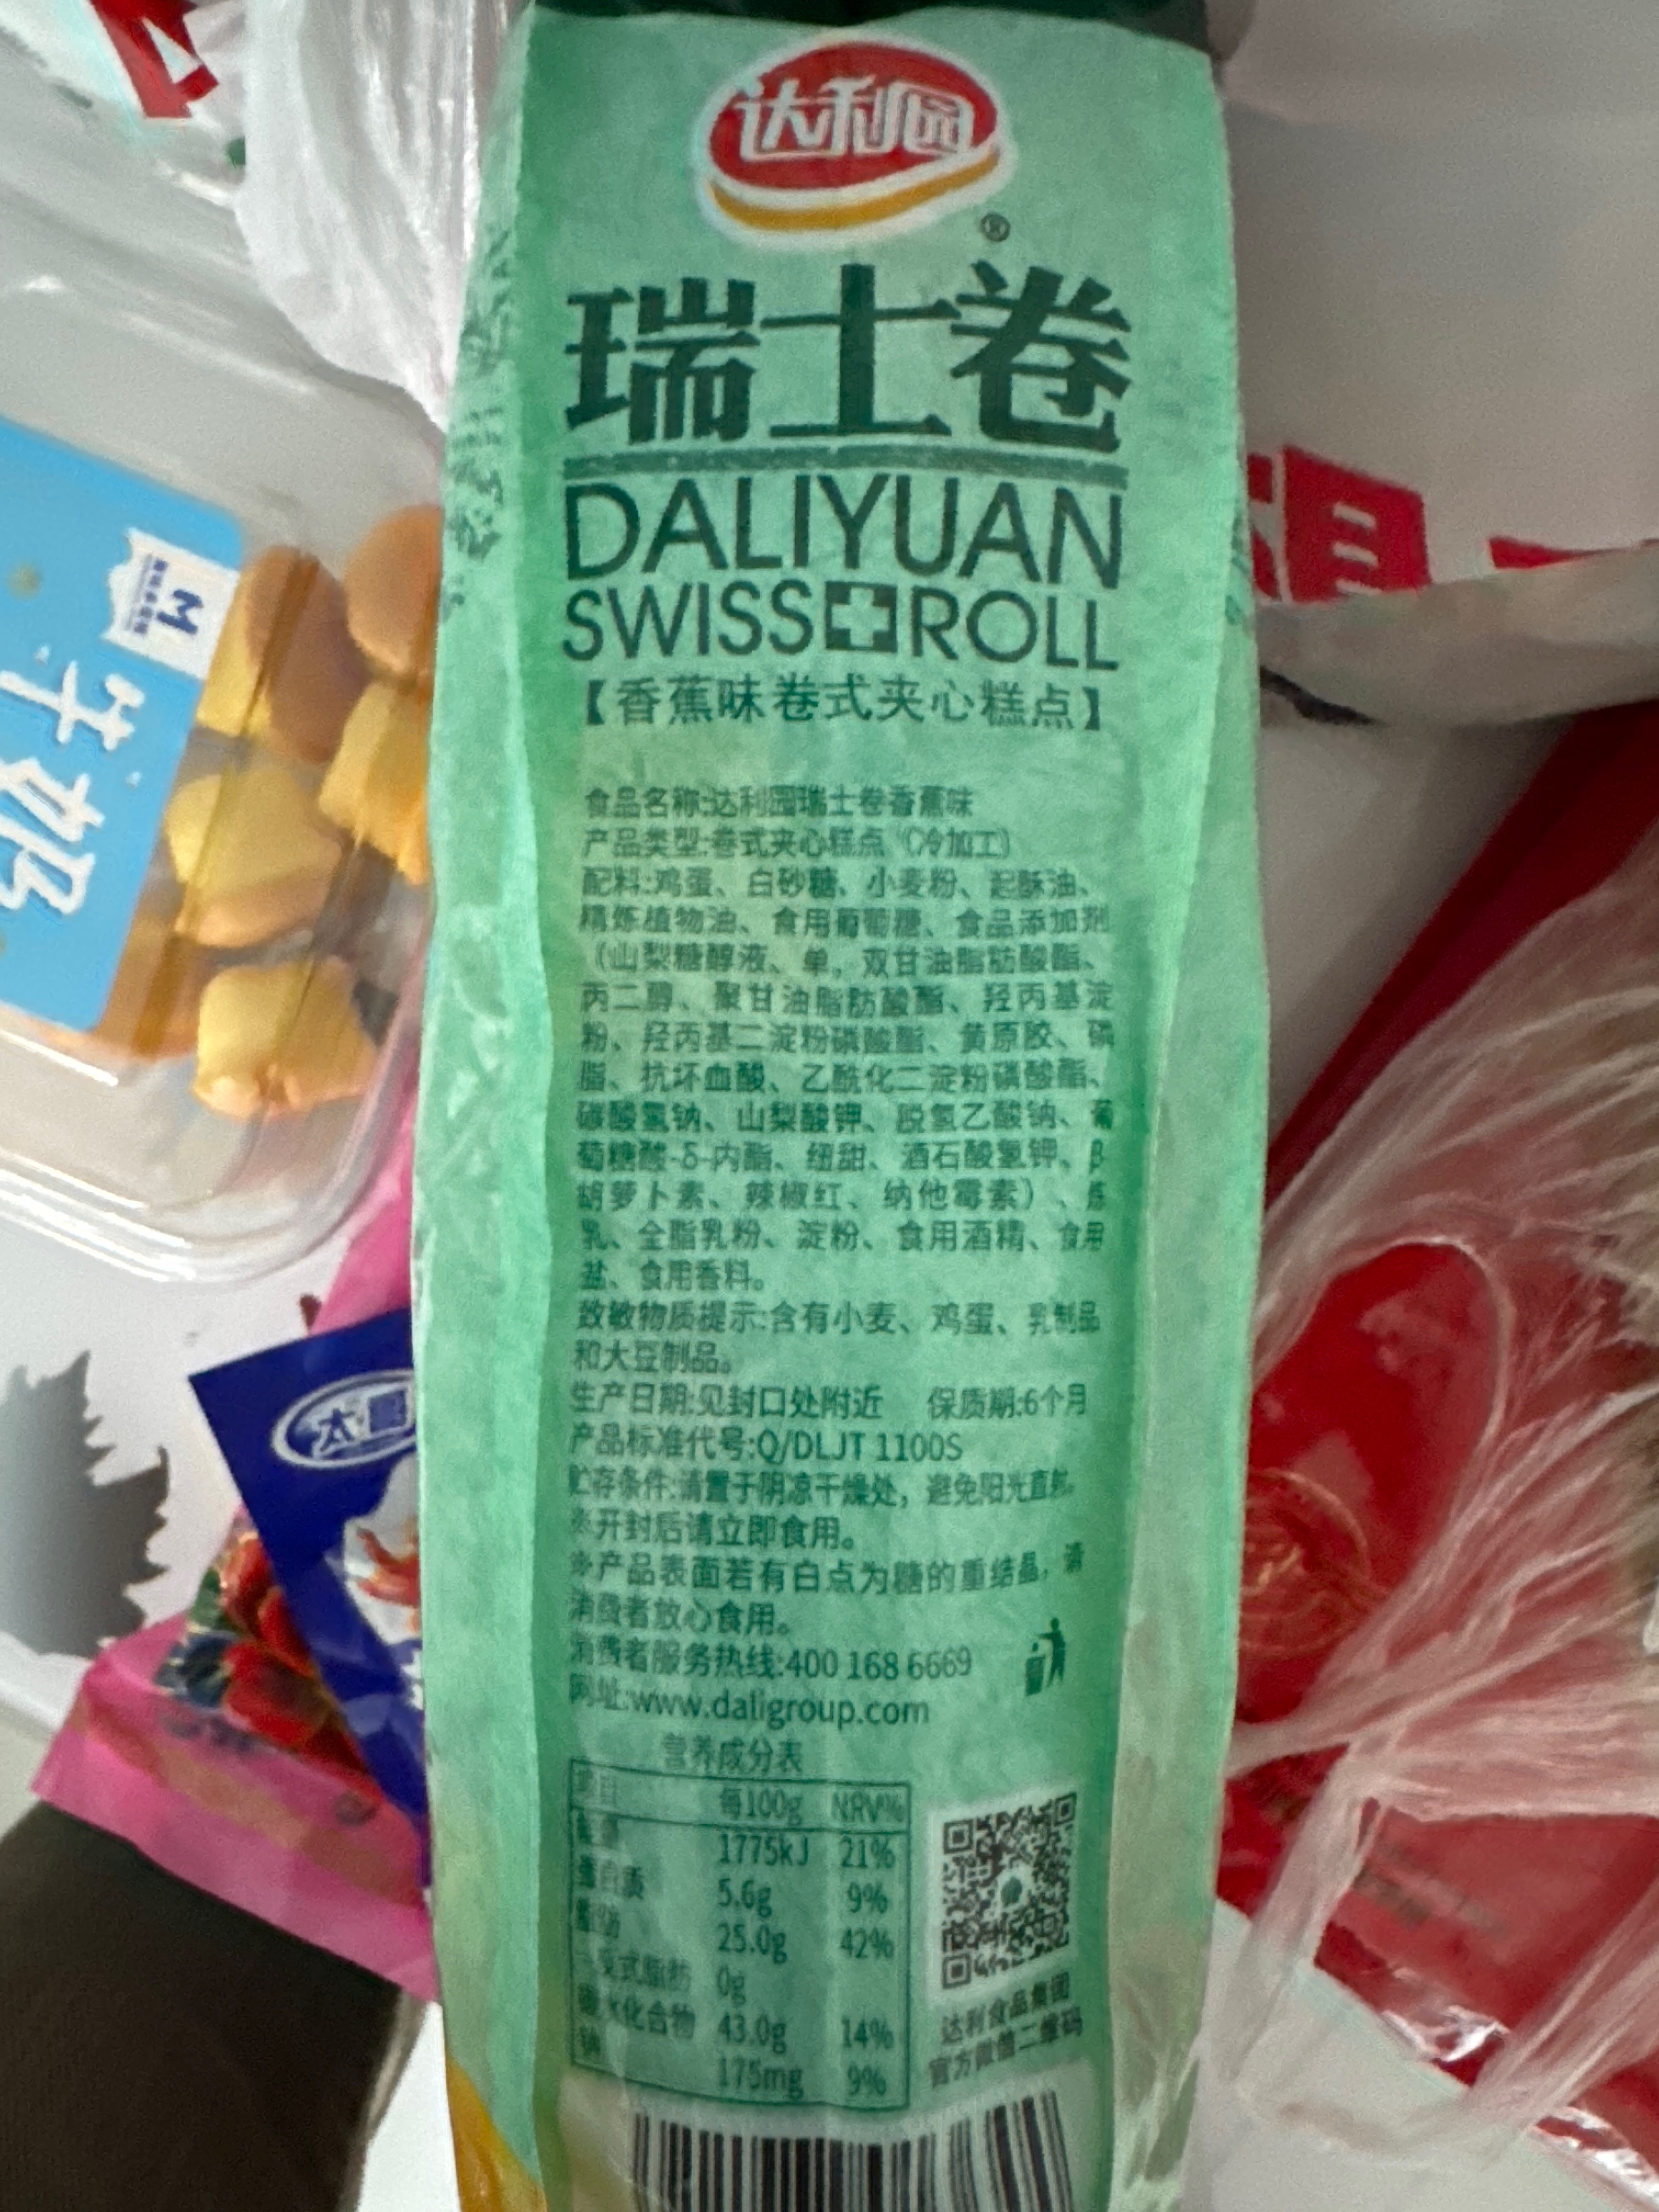 达利园
®
瑞士卷
DALIYUAN
SWISS ROLL
【香蕉味卷式夹心糕点】
食品名称:达利园瑞士卷香蕉味
产品类型:卷式夹心糕点（冷加工）
配料:鸡蛋、白砂糖、小麦粉、起酥油、
精炼植物油、食用葡萄糖、食品添加剂
（山梨糖醇液、单，双甘油脂肪酸酯、
丙二醇、聚甘油脂肪酸酯、羟丙基淀
粉、羟丙基二淀粉磷酸酯、黄原胶、磷
脂、抗坏血酸、乙酰化二淀粉磷酸酯、
碳酸氢钠、山梨酸钾、脱氢乙酸钠、葡
萄糖酸-δ-内酯、纽甜、酒石酸氢钾、β
胡萝卜素、辣椒红、纳他霉素）、炼
乳、全脂乳粉、淀粉、食用酒精、食用
盐、食用香料。
致敏物质提示:含有小麦、鸡蛋、乳制品
和大豆制品。
生产日期:见封口处附近 保质期:6个月
产品标准代号:Q/DLJT 1100S
贮存条件:请置于阴凉干燥处，避免阳光直射。
※开封后请立即食用。
※产品表面若有白点为糖的重结晶，请
消费者放心食用。
消费者服务热线:400 168 6669
网址:www.daligroup.com
营养成分表
项目 每100g NRV%
能量 1775kJ 21%
蛋白质 5.6g 9%
脂肪 25.0g 42%
-反式脂肪 0g
碳水化合物 43.0g 14%
钠 175mg 9%
达利食品集团
官方微信二维码
M
牛奶
太